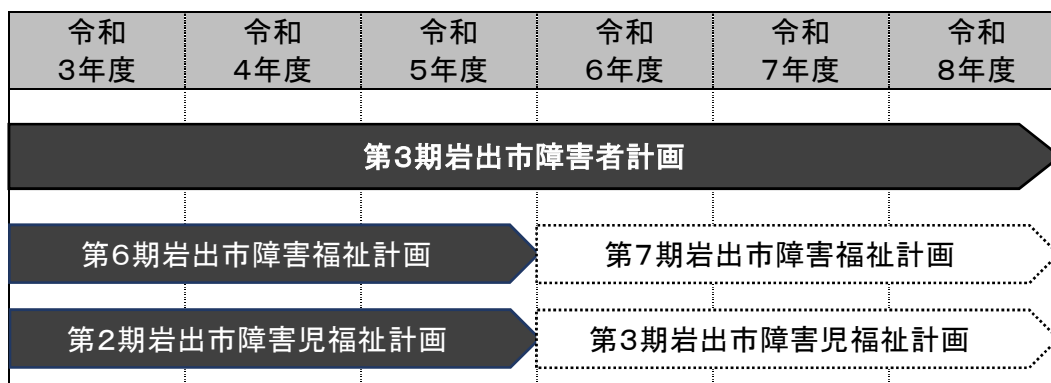 令和 令和 令和 令和 令和 令和
3年度 4年度 5年度 6年度 7年度 8年度
第3期岩出市障害者計画
第6期岩出市障害福祉計画 第7期岩出市障害福祉計画
第2期岩出市障害児福祉計画 第3期岩出市障害児福祉計画